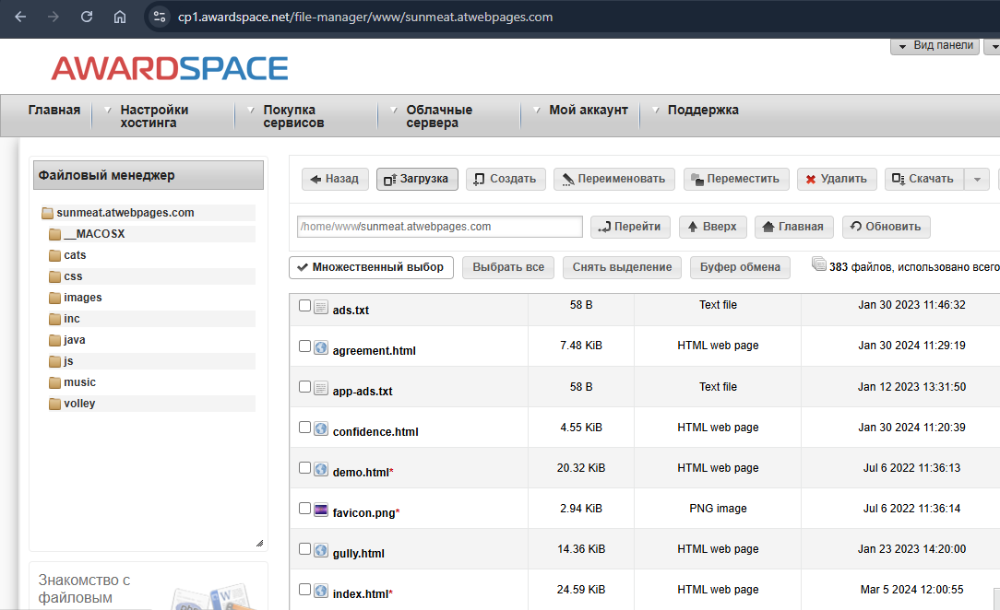 cp1.awardspace.net/file-manager/www/sunmeat.atwebpages.com
Вид панели
AWARDSPACE
Главная
Настройки хостинга
Покупка сервисов
Облачные сервера
Мой аккаунт
Поддержка
Файловый менеджер
sunmeat.atwebpages.com
__MACOSX
cats
css
images
inc
java
js
music
volley
Знакомство с
файловым
Назад
Загрузка
Создать
Переименовать
Переместить
Удалить
Скачать
/home/www/sunmeat.atwebpages.com
Перейти
Вверх
Главная
Обновить
Множественный выбор
Выбрать все
Снять выделение
Буфер обмена
383 файлов, использовано всего
ads.txt 58 B Text file Jan 30 2023 11:46:32
agreement.html 7.48 KiB HTML web page Jan 30 2024 11:29:19
app-ads.txt 58 B Text file Jan 12 2023 13:31:50
confidence.html 4.55 KiB HTML web page Jan 30 2024 11:20:39
demo.html* 20.32 KiB HTML web page Jul 6 2022 11:36:13
favicon.png* 2.94 KiB PNG image Jul 6 2022 11:36:14
gully.html 14.36 KiB HTML web page Jan 23 2023 14:20:00
index.html* 24.59 KiB HTML web page Mar 5 2024 12:00:55